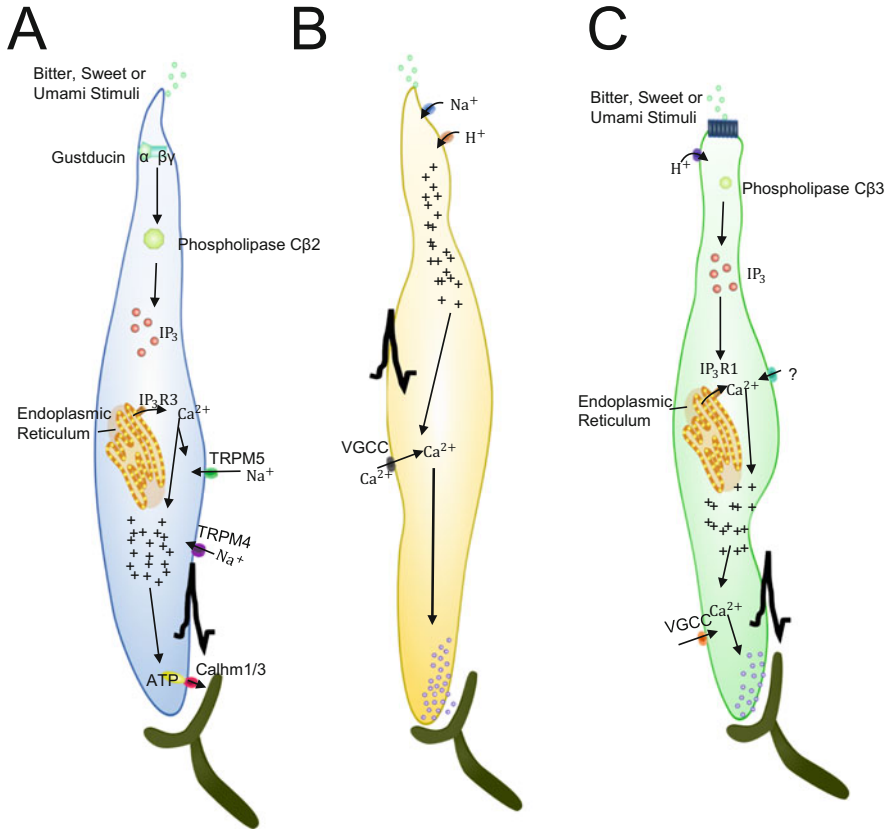 A
Bitter, Sweet or
Umami Stimuli
Gustducin
α βγ
Phospholipase Cβ2
IP₃
IP₃R3
Ca²⁺
Endoplasmic
Reticulum
TRPM5
Na⁺
+ + + + + + + + + + + + + + + + + + +
TRPM4
Na⁺
ATP
Calhm1/3
B
Na⁺
H⁺
+ + + + + + + + + + + + + + + + + + + + + + +
VGCC
Ca²⁺
Ca²⁺
C
Bitter, Sweet or
Umami Stimuli
H⁺
Phospholipase Cβ3
IP₃
IP₃R1
Ca²⁺
?
Endoplasmic
Reticulum
+ + + + + + + + + + + + + + + +
Ca²⁺
VGCC